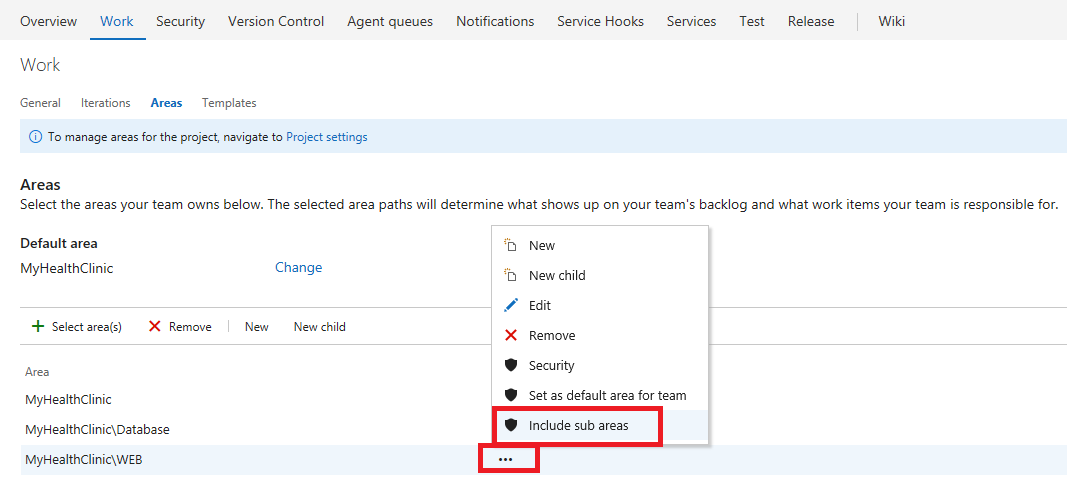 Overview Work Security Version Control Agent queues Notifications Service Hooks Services Test Release Wiki
Work
General Iterations Areas Templates
To manage areas for the project, navigate to Project settings
Areas
Select the areas your team owns below. The selected area paths will determine what shows up on your team's backlog and what work items your team is responsible for.
Default area
MyHealthClinic Change
Select area(s) Remove New New child
Area
MyHealthClinic
MyHealthClinic\Database
MyHealthClinic\WEB ...
New
New child
Edit
Remove
Security
Set as default area for team
Include sub areas